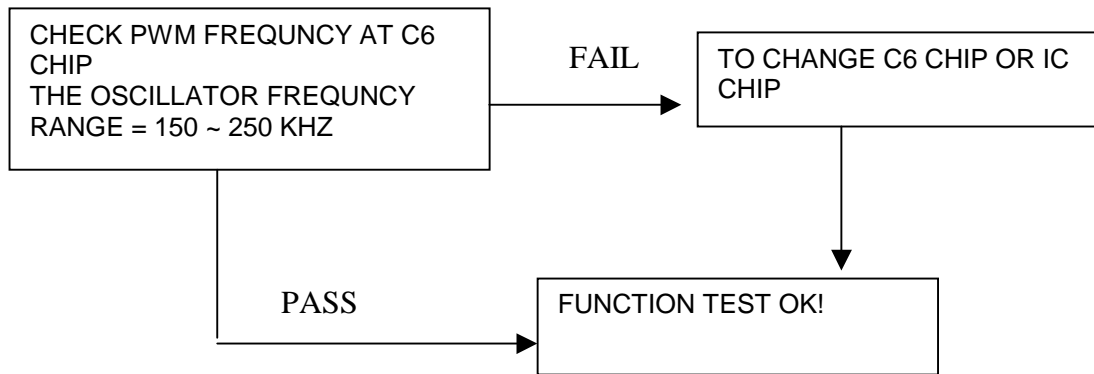 CHECK PWM FREQUNCY AT C6
CHIP
THE OSCILLATOR FREQUNCY
RANGE = 150 ~ 250 KHZ
FAIL
TO CHANGE C6 CHIP OR IC
CHIP
PASS
FUNCTION TEST OK!